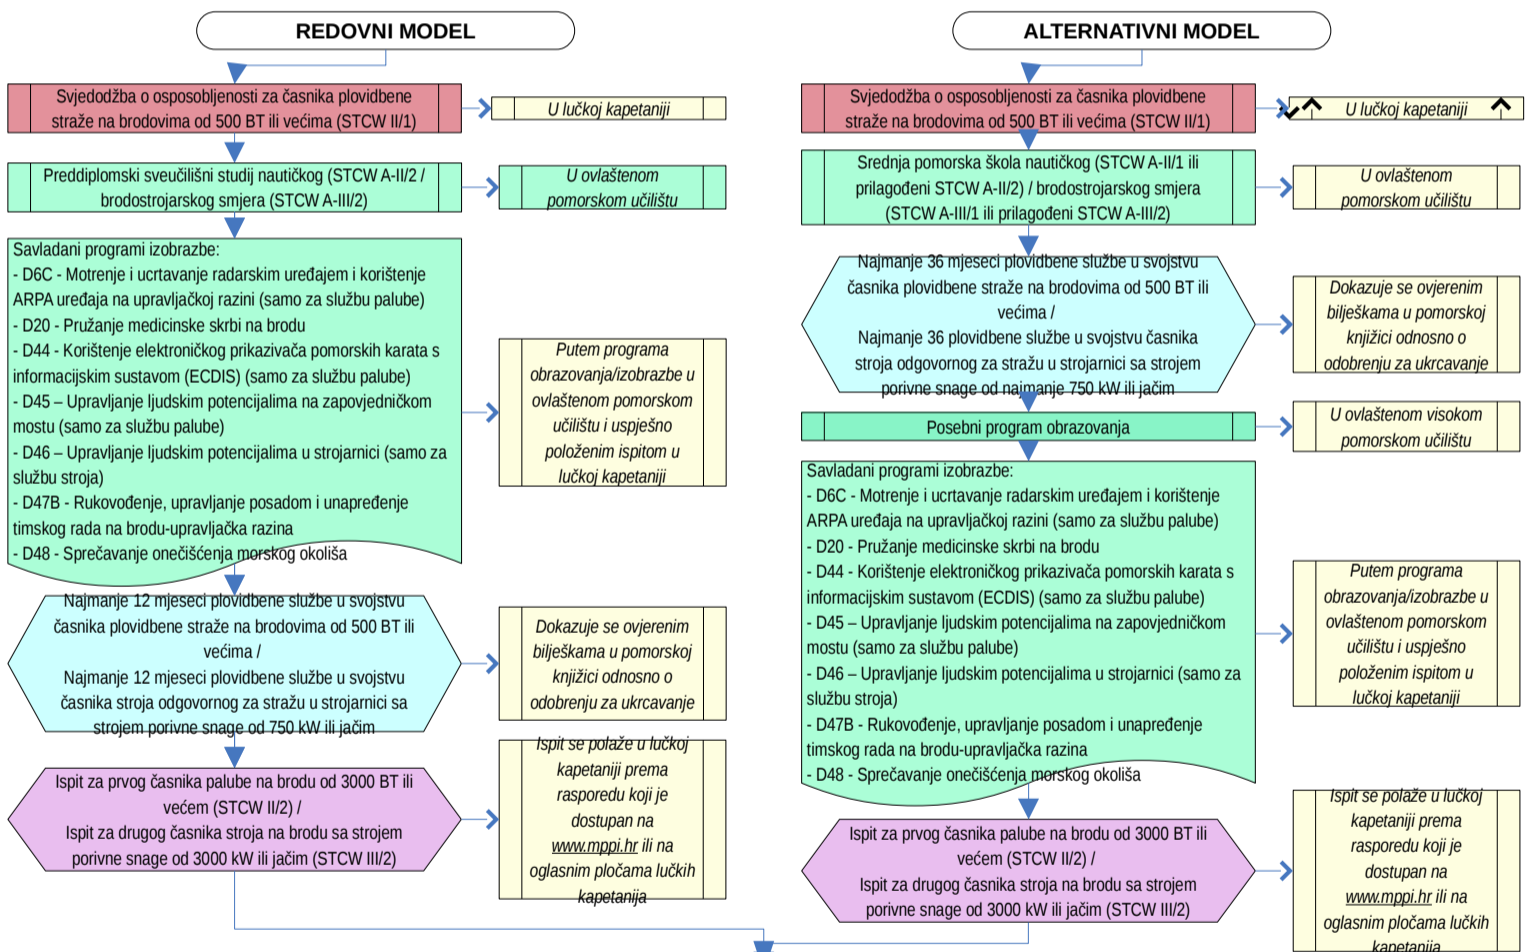 REDOVNI MODEL
Svjedodžba o osposobljenosti za časnika plovidbene
straže na brodovima od 500 BT ili većima (STCW II/1)
U lučkoj kapetaniji
Preddiplomski sveučilišni studij nautičkog (STCW A-II/2 /
brodostrojarskog smjera (STCW A-III/2)
U ovlaštenom
pomorskom učilištu
Savladani programi izobrazbe:
- D6C - Motrenje i ucrtavanje radarskim uređajem i korištenje
ARPA uređaja na upravljačkoj razini (samo za službu palube)
- D20 - Pružanje medicinske skrbi na brodu
- D44 - Korištenje elektroničkog prikazivača pomorskih karata s
informacijskim sustavom (ECDIS) (samo za službu palube)
- D45 – Upravljanje ljudskim potencijalima na zapovjedničkom
mostu (samo za službu palube)
- D46 – Upravljanje ljudskim potencijalima u strojarnici (samo za
službu stroja)
- D47B - Rukovođenje, upravljanje posadom i unapređenje
timskog rada na brodu-upravljačka razina
- D48 - Sprečavanje onečišćenja morskog okoliša
Putem programa
obrazovanja/izobrazbe u
ovlaštenom pomorskom
učilištu i uspješno
položenim ispitom u
lučkoj kapetaniji
Najmanje 12 mjeseci plovidbene službe u svojstvu
časnika plovidbene straže na brodovima od 500 BT ili
većima /
Najmanje 12 mjeseci plovidbene službe u svojstvu
časnika stroja odgovornog za stražu u strojarnici sa
strojem porivne snage od 750 kW ili jačim
Dokazuje se ovjerenim
bilješkama u pomorskoj
knjižici odnosno o
odobrenju za ukrcavanje
Ispit za prvog časnika palube na brodu od 3000 BT ili
većem (STCW II/2) /
Ispit za drugog časnika stroja na brodu sa strojem
porivne snage od 3000 kW ili jačim (STCW III/2)
Ispit se polaže u lučkoj
kapetaniji prema
rasporedu koji je
dostupan na
www.mppi.hr ili na
oglasnim pločama lučkih
kapetanija
ALTERNATIVNI MODEL
Svjedodžba o osposobljenosti za časnika plovidbene
straže na brodovima od 500 BT ili većima (STCW II/1)
U lučkoj kapetaniji
Srednja pomorska škola nautičkog (STCW A-II/1 ili
prilagođeni STCW A-II/2) / brodostrojarskog smjera
(STCW A-III/1 ili prilagođeni STCW A-III/2)
U ovlaštenom
pomorskom učilištu
Najmanje 36 mjeseci plovidbene službe u svojstvu
časnika plovidbene straže na brodovima od 500 BT ili
većima /
Najmanje 36 plovidbene službe u svojstvu časnika
stroja odgovornog za stražu u strojarnici sa strojem
porivne snage od najmanje 750 kW ili jačim
Dokazuje se ovjerenim
bilješkama u pomorskoj
knjižici odnosno o
odobrenju za ukrcavanje
Posebni program obrazovanja
U ovlaštenom visokom
pomorskom učilištu
Savladani programi izobrazbe:
- D6C - Motrenje i ucrtavanje radarskim uređajem i korištenje
ARPA uređaja na upravljačkoj razini (samo za službu palube)
- D20 - Pružanje medicinske skrbi na brodu
- D44 - Korištenje elektroničkog prikazivača pomorskih karata s
informacijskim sustavom (ECDIS) (samo za službu palube)
- D45 – Upravljanje ljudskim potencijalima na zapovjedničkom
mostu (samo za službu palube)
- D46 – Upravljanje ljudskim potencijalima u strojarnici (samo za
službu stroja)
- D47B - Rukovođenje, upravljanje posadom i unapređenje
timskog rada na brodu-upravljačka razina
- D48 - Sprečavanje onečišćenja morskog okoliša
Putem programa
obrazovanja/izobrazbe u
ovlaštenom pomorskom
učilištu i uspješno
položenim ispitom u
lučkoj kapetaniji
Ispit za prvog časnika palube na brodu od 3000 BT ili
većem (STCW II/2) /
Ispit za drugog časnika stroja na brodu sa strojem
porivne snage od 3000 kW ili jačim (STCW III/2)
Ispit se polaže u lučkoj
kapetaniji prema
rasporedu koji je
dostupan na
www.mppi.hr ili na
oglasnim pločama lučkih
kapetanija